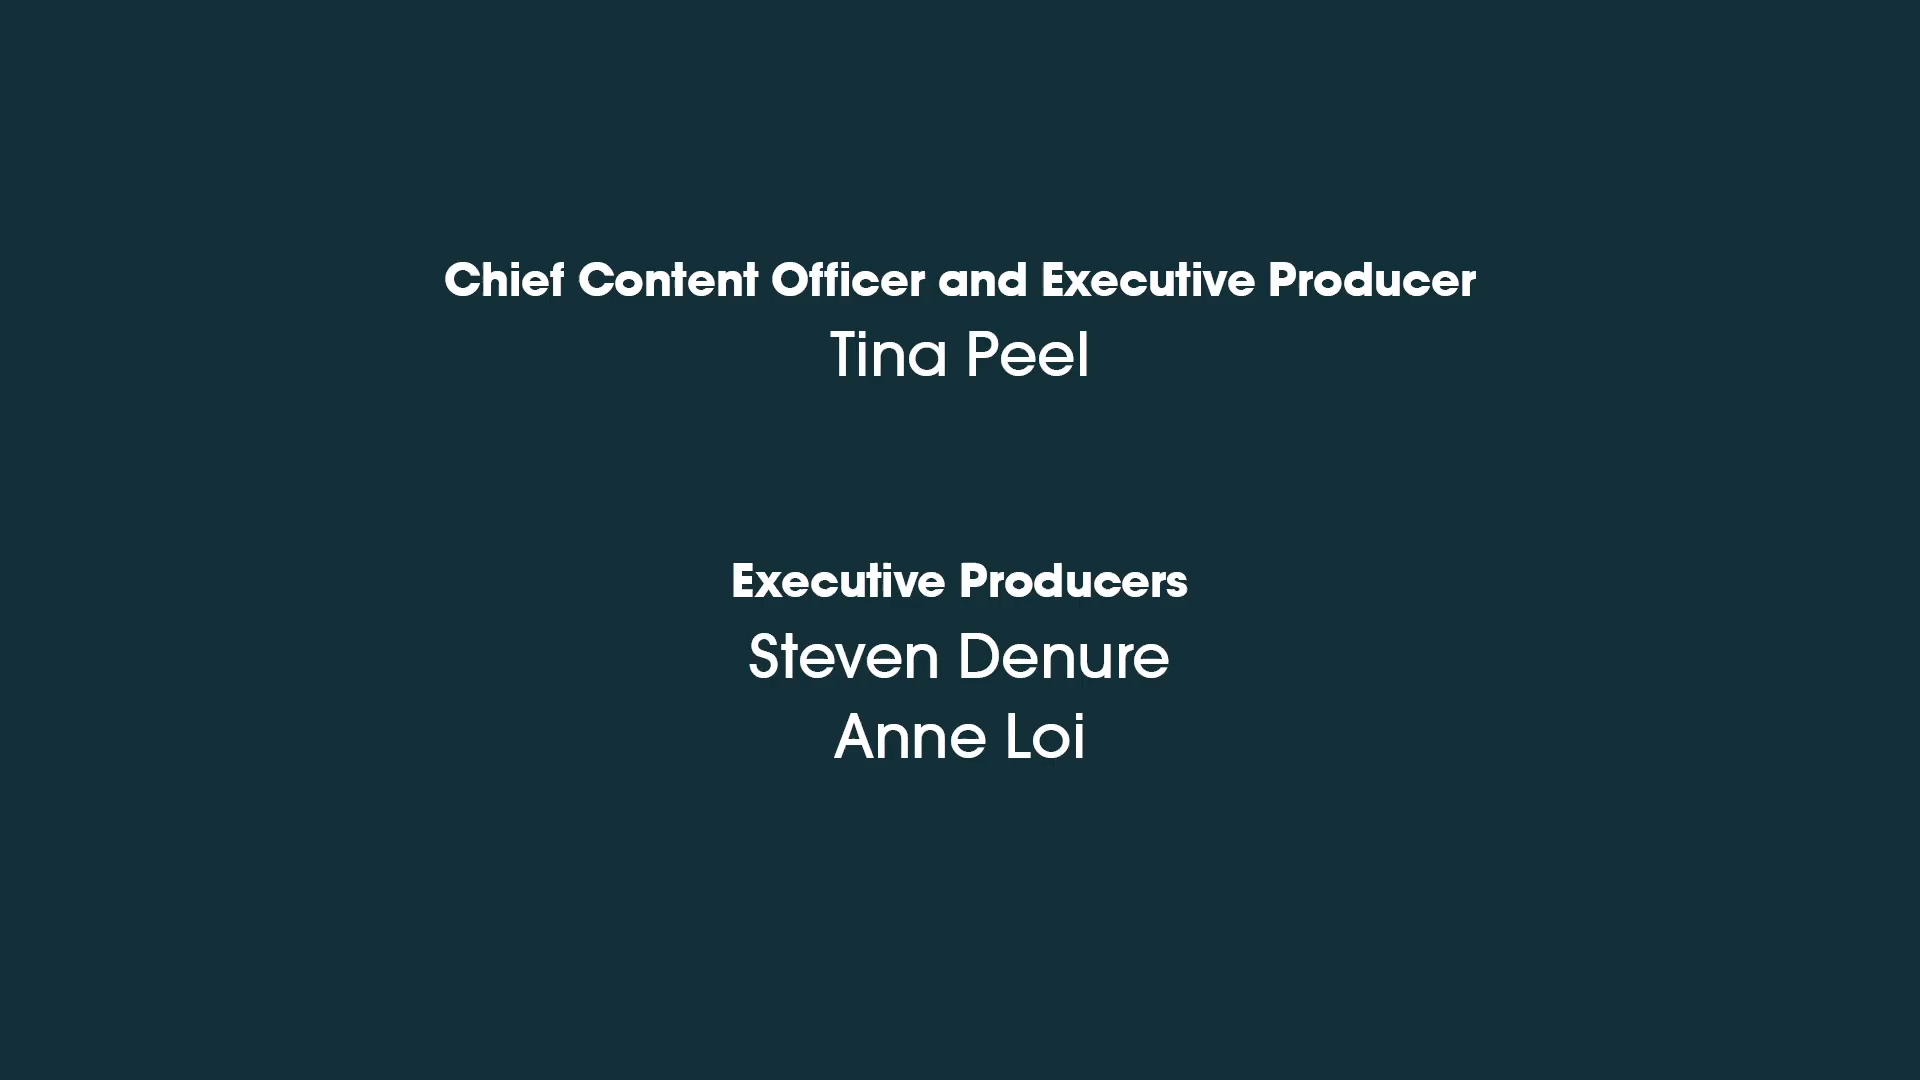 Chief Content Officer and Executive Producer
Tina Peel
Executive Producers
Steven Denure
Anne Loi